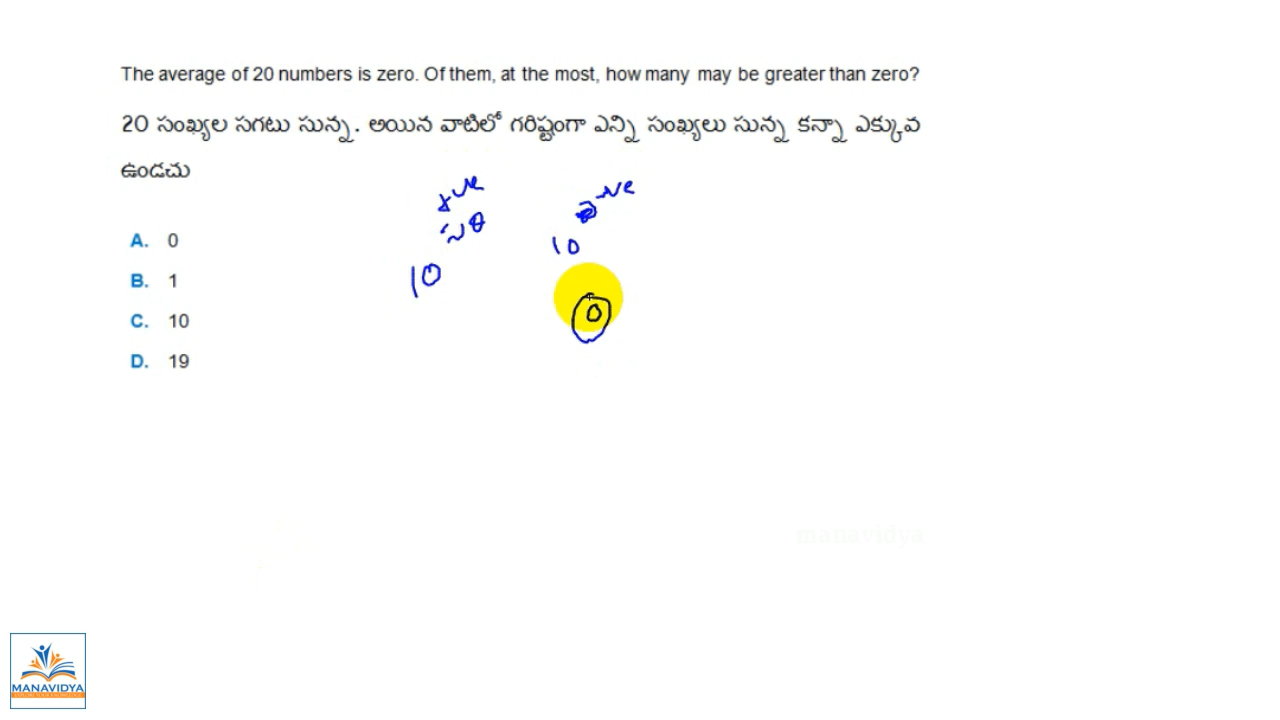 The average of 20 numbers is zero. Of them, at the most, how many may be greater than zero?
20 సంఖ్యల సగటు సున్న. అయిన వాటిలో గరిష్టంగా ఎన్ని సంఖ్యలు సున్న కన్నా ఎక్కువ
ఉండచు
+ve
-ve
10
10
0
A. 0
B. 1
C. 10
D. 19
manavidya
MANAVIDYA